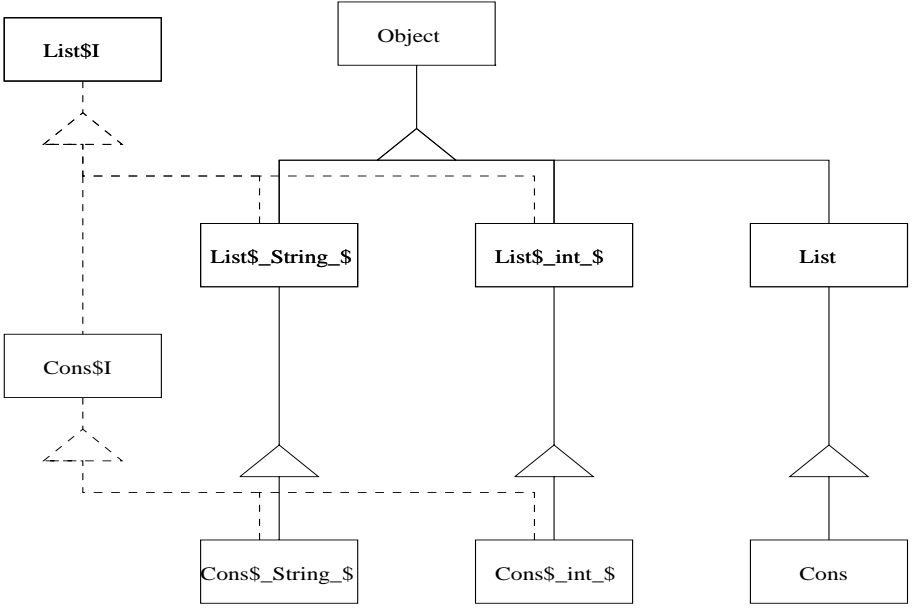 List$I
Object
List$_String_$
List$_int_$
List
Cons$I
Cons$_String_$
Cons$_int_$
Cons